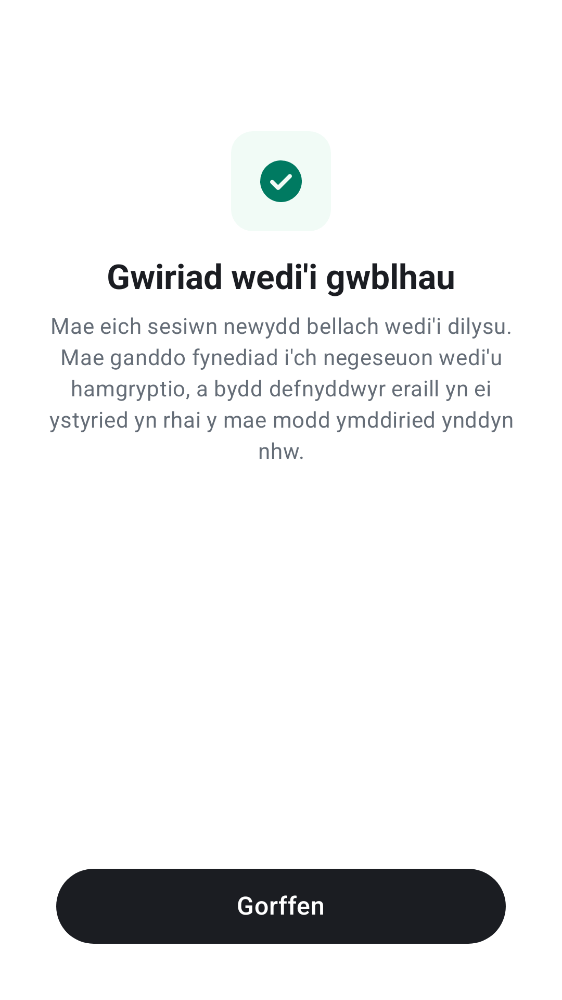 Gwiriad wedi'i gwblhau
Mae eich sesiwn newydd bellach wedi'i dilysu.
Mae ganddo fynediad i'ch negeseuon wedi'u
hamgryptio, a bydd defnyddwyr eraill yn ei
ystyried yn rhai y mae modd ymddiried ynddyn
nhw.
Gorffen